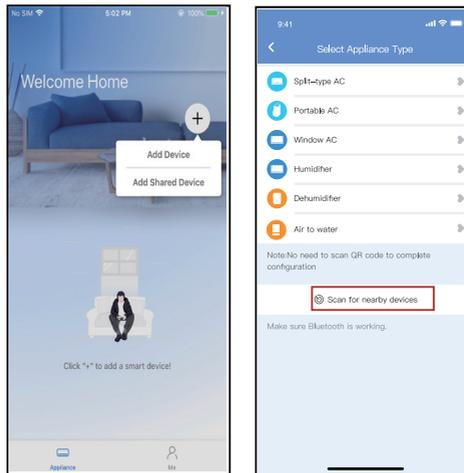 No SIM 5:02 PM 100%
Welcome Home
+
Add Device
Add Shared Device
Click "+" to add a smart device!
Appliance Me
9:41
Select Appliance Type
Split-type AC
Portable AC
Window AC
Humidifier
Dehumidifier
Air to water
Note:No need to scan QR code to complete
configuration
Scan for nearby devices
Make sure Bluetooth is working.